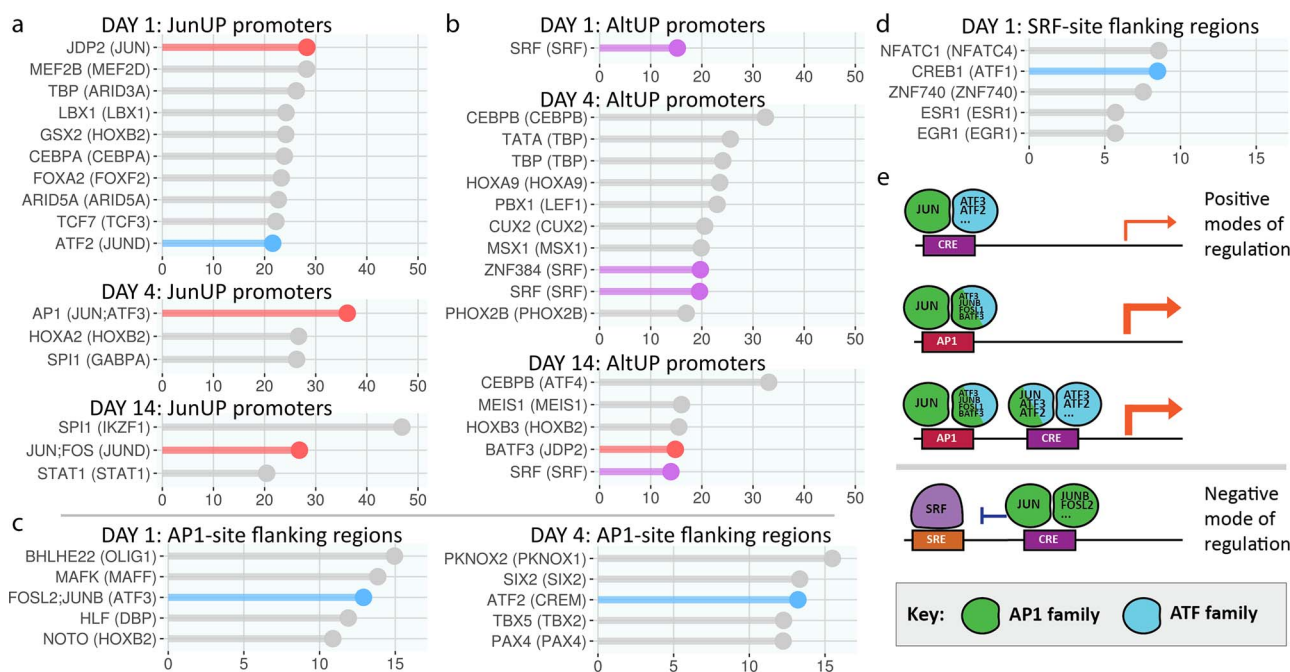 a
DAY 1: JunUP promoters
JDP2 (JUN)
MEF2B (MEF2D)
TBP (ARID3A)
LBX1 (LBX1)
GSX2 (HOXB2)
CEBPA (CEBPA)
FOXA2 (FOXF2)
ARID5A (ARID5A)
TCF7 (TCF3)
ATF2 (JUND)
0 10 20 30 40 50
DAY 4: JunUP promoters
AP1 (JUN;ATF3)
HOXA2 (HOXB2)
SPI1 (GABPA)
0 10 20 30 40 50
DAY 14: JunUP promoters
SPI1 (IKZF1)
JUN;FOS (JUND)
STAT1 (STAT1)
0 10 20 30 40 50
b
DAY 1: AltUP promoters
SRF (SRF)
0 10 20 30 40 50
DAY 4: AltUP promoters
CEBPB (CEBPB)
TATA (TBP)
TBP (TBP)
HOXA9 (HOXA9)
PBX1 (LEF1)
CUX2 (CUX2)
MSX1 (MSX1)
ZNF384 (SRF)
SRF (SRF)
PHOX2B (PHOX2B)
0 10 20 30 40 50
DAY 14: AltUP promoters
CEBPB (ATF4)
MEIS1 (MEIS1)
HOXB3 (HOXB2)
BATF3 (JDP2)
SRF (SRF)
0 10 20 30 40 50
c
DAY 1: AP1-site flanking regions
BHLHE22 (OLIG1)
MAFK (MAFF)
FOSL2;JUNB (ATF3)
HLF (DBP)
NOTO (HOXB2)
0 5 10 15
DAY 4: AP1-site flanking regions
PKNOX2 (PKNOX1)
SIX2 (SIX2)
ATF2 (CREM)
TBX5 (TBX2)
PAX4 (PAX4)
0 5 10 15
d
DAY 1: SRF-site flanking regions
NFATC1 (NFATC4)
CREB1 (ATF1)
ZNF740 (ZNF740)
ESR1 (ESR1)
EGR1 (EGR1)
0 5 10 15
e
JUN
ATF3
ATF2
...
CRE
Positive
modes of
regulation
JUN
ATF3
JUNB
FOSL1
BATF3
AP1
JUN
ATF3
JUNB
FOSL1
BATF3
JUN
ATF3
ATF2
ATF3
ATF2
...
AP1
CRE
SRF
JUN
JUNB
FOSL2
...
SRE
CRE
Negative
mode of
regulation
Key:
AP1 family
ATF family